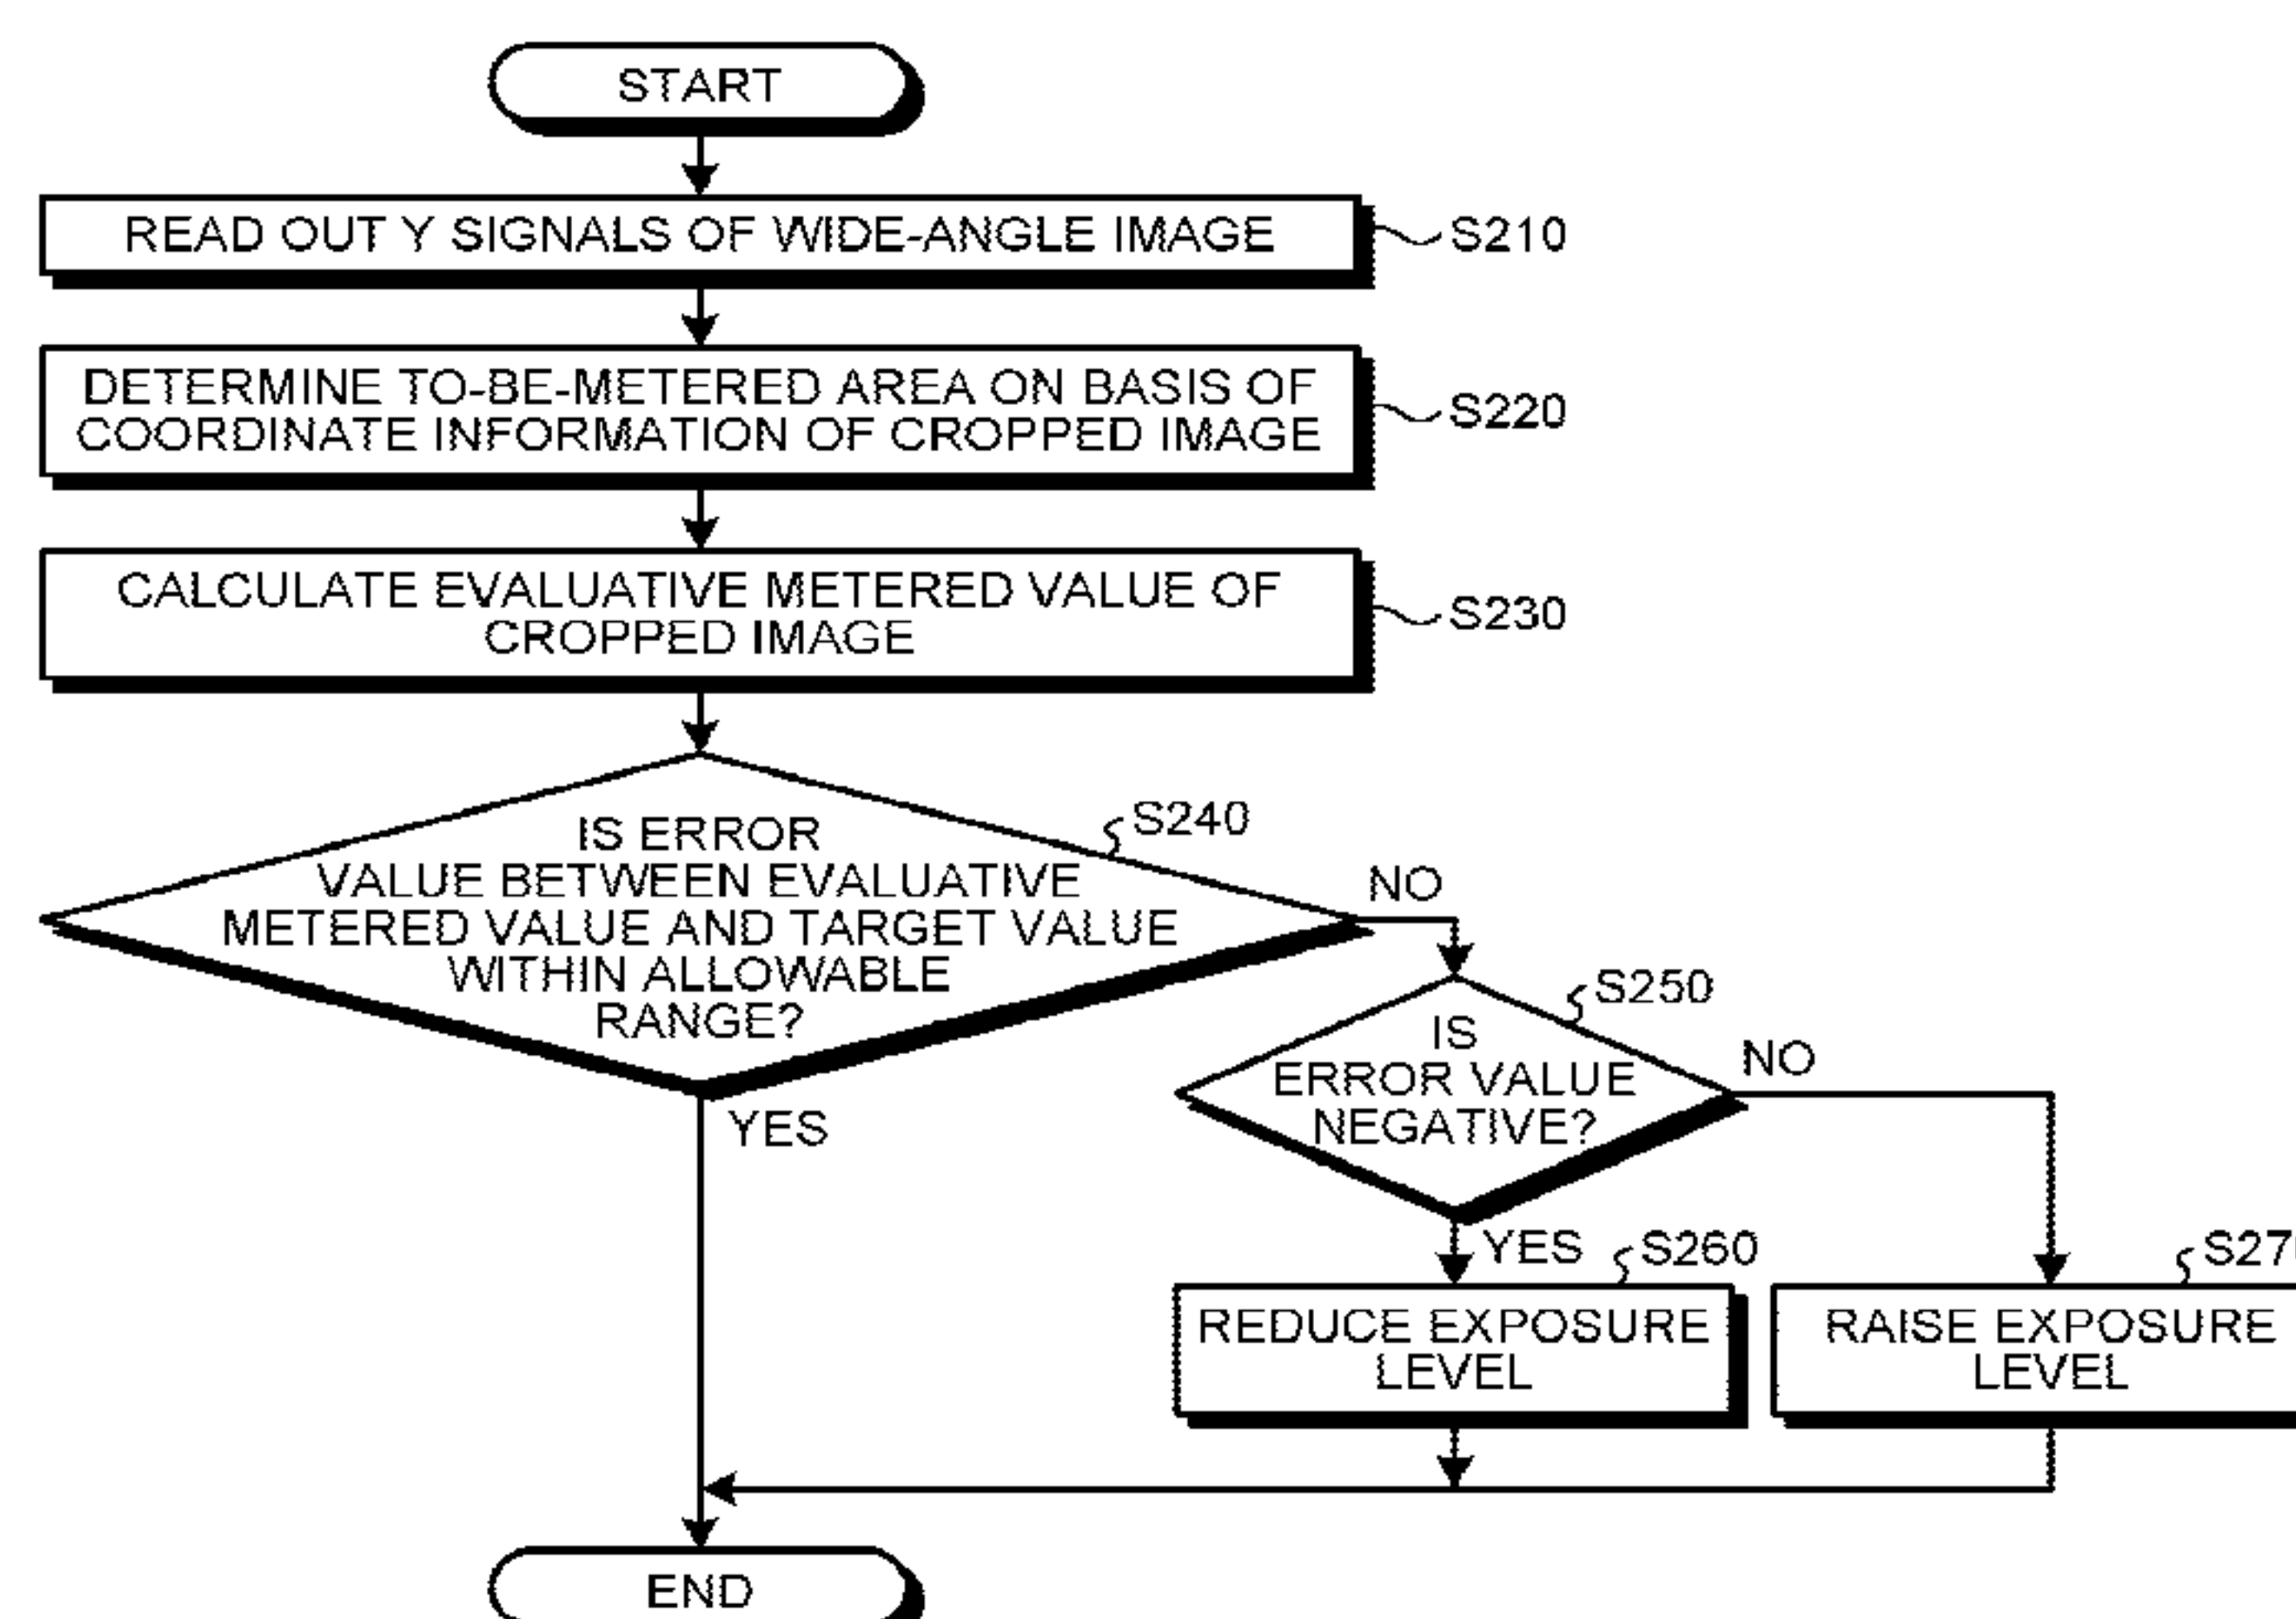 START
READ OUT Y SIGNALS OF WIDE-ANGLE IMAGE
S210
DETERMINE TO-BE-METERED AREA ON BASIS OF
COORDINATE INFORMATION OF CROPPED IMAGE
S220
CALCULATE EVALUATIVE METERED VALUE OF
CROPPED IMAGE
S230
IS ERROR
VALUE BETWEEN EVALUATIVE
METERED VALUE AND TARGET VALUE
WITHIN ALLOWABLE
RANGE?
S240
NO
YES
IS
ERROR VALUE
NEGATIVE?
S250
NO
YES
S260
REDUCE EXPOSURE
LEVEL
RAISE EXPOSURE
LEVEL
END